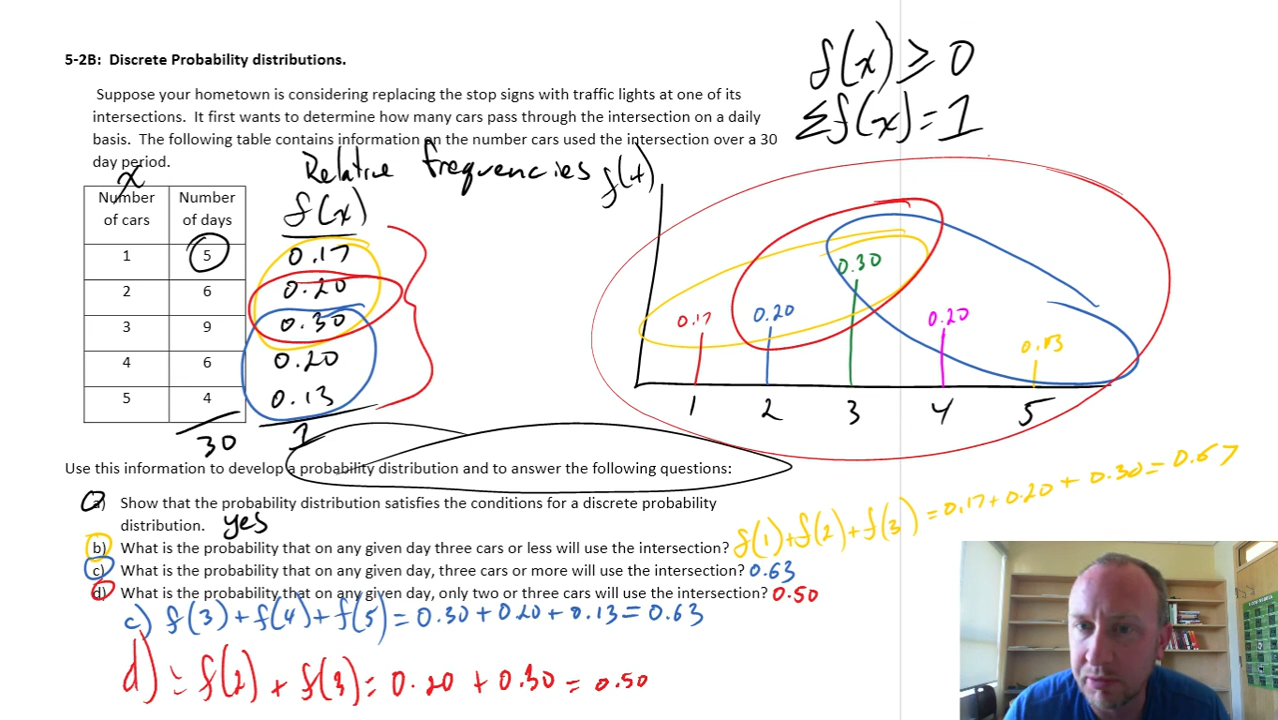 5-2B: Discrete Probability distributions.
f(x) ≥ 0
Σf(x) = 1
Suppose your hometown is considering replacing the stop signs with traffic lights at one of its
intersections. It first wants to determine how many cars pass through the intersection on a daily
basis. The following table contains information on the number cars used the intersection over a 30
day period.
Relative frequencies
x
Number of cars Number of days f(x)
1 5 0.17
2 6 0.20
3 9 0.30
4 6 0.20
5 4 0.13
30 1
f(x)
0.17 0.20 0.30 0.20 0.13
1 2 3 4 5
Use this information to develop a probability distribution and to answer the following questions:
a) Show that the probability distribution satisfies the conditions for a discrete probability
distribution. yes
b) What is the probability that on any given day three cars or less will use the intersection? f(1)+f(2)+f(3) = 0.17+0.20+0.30=0.67
c) What is the probability that on any given day, three cars or more will use the intersection? 0.63
d) What is the probability that on any given day, only two or three cars will use the intersection? 0.50
c) f(3)+f(4)+f(5)=0.30+0.20+0.13=0.63
d) = f(2) + f(3) = 0.20 + 0.30 = 0.50